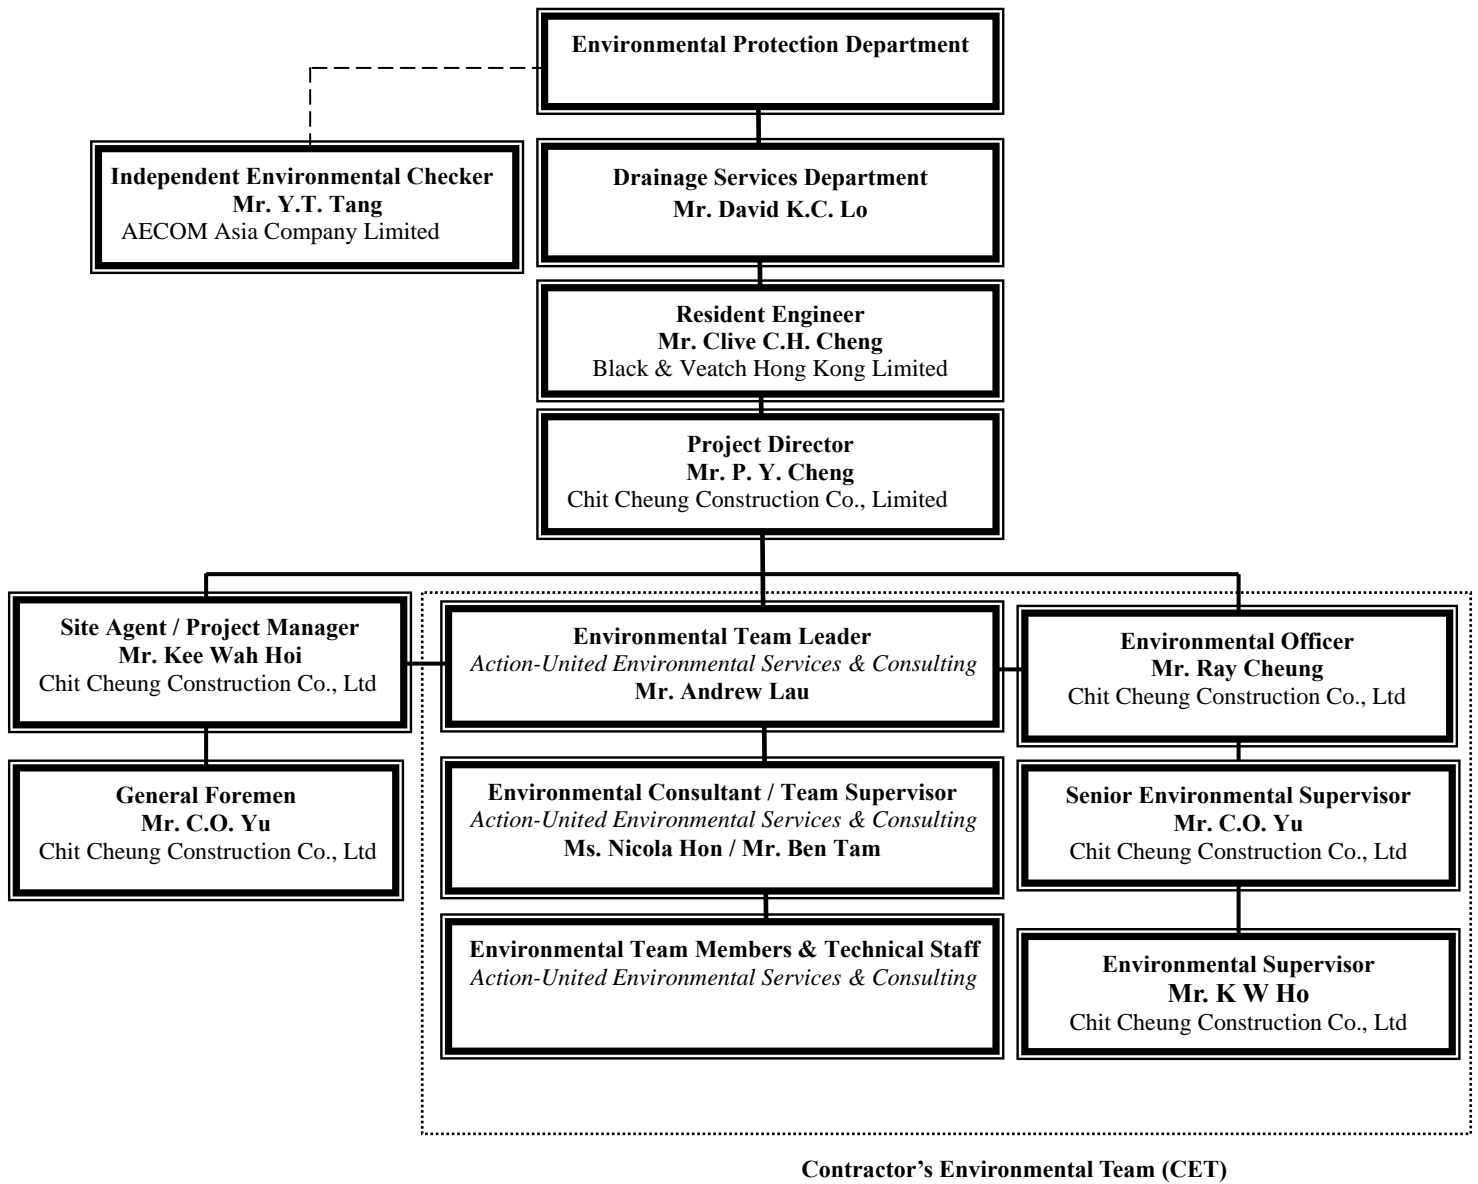 Environmental Protection Department
Independent Environmental Checker
Mr. Y.T. Tang
AECOM Asia Company Limited
Drainage Services Department
Mr. David K.C. Lo
Resident Engineer
Mr. Clive C.H. Cheng
Black & Veatch Hong Kong Limited
Project Director
Mr. P. Y. Cheng
Chit Cheung Construction Co., Limited
Site Agent / Project Manager
Mr. Kee Wah Hoi
Chit Cheung Construction Co., Ltd
Environmental Team Leader
Action-United Environmental Services & Consulting
Mr. Andrew Lau
Environmental Officer
Mr. Ray Cheung
Chit Cheung Construction Co., Ltd
General Foremen
Mr. C.O. Yu
Chit Cheung Construction Co., Ltd
Environmental Consultant / Team Supervisor
Action-United Environmental Services & Consulting
Ms. Nicola Hon / Mr. Ben Tam
Senior Environmental Supervisor
Mr. C.O. Yu
Chit Cheung Construction Co., Ltd
Environmental Team Members & Technical Staff
Action-United Environmental Services & Consulting
Environmental Supervisor
Mr. K W Ho
Chit Cheung Construction Co., Ltd
Contractor’s Environmental Team (CET)